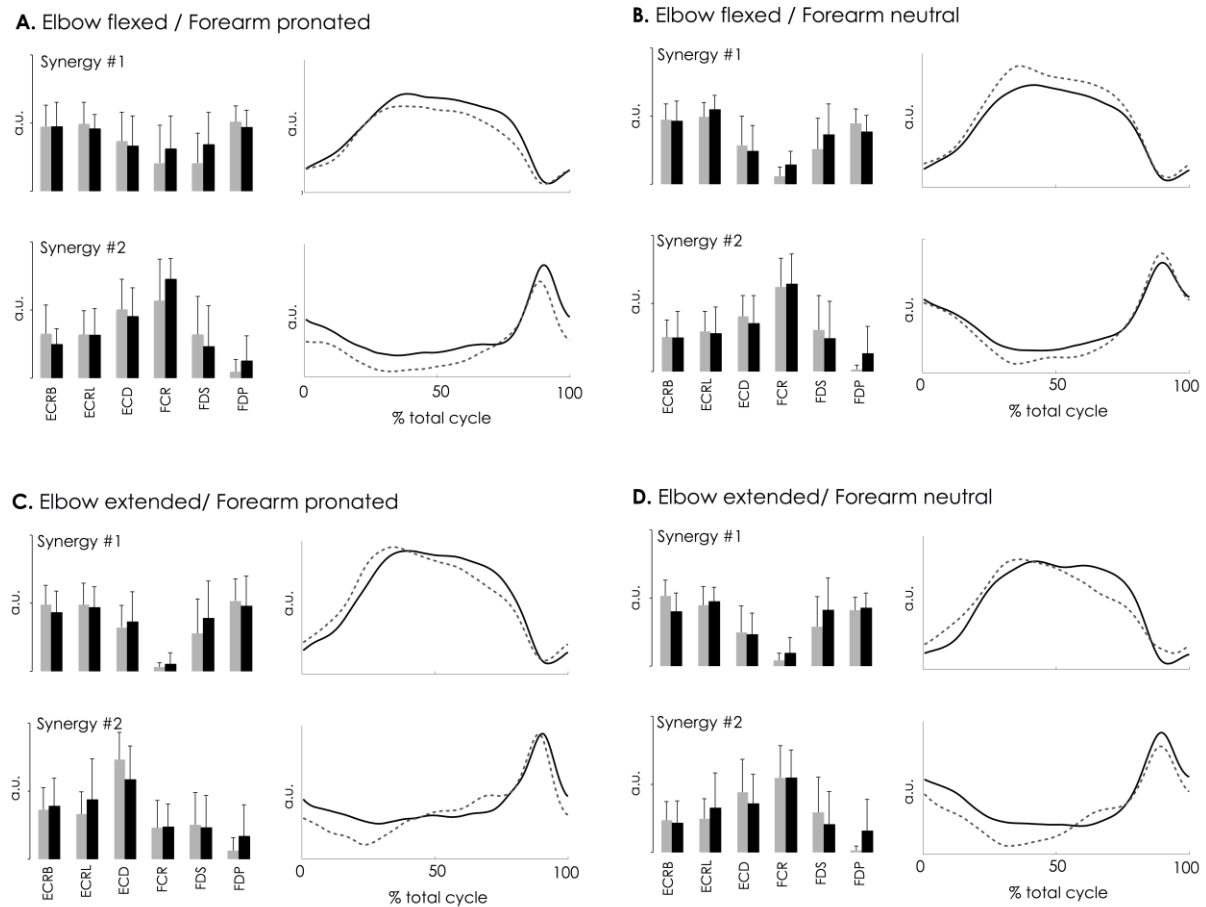 A. Elbow flexed / Forearm pronated
Synergy #1
a.u.
a.u.
Synergy #2
a.u.
a.u.
ECRB ECRL ECD FCR FDS FDP
0 50 100
% total cycle
B. Elbow flexed / Forearm neutral
Synergy #1
a.u.
a.u.
Synergy #2
a.u.
a.u.
ECRB ECRL ECD FCR FDS FDP
0 50 100
% total cycle
C. Elbow extended/ Forearm pronated
Synergy #1
a.u.
a.u.
Synergy #2
a.u.
a.u.
ECRB ECRL ECD FCR FDS FDP
0 50 100
% total cycle
D. Elbow extended/ Forearm neutral
Synergy #1
a.u.
a.u.
Synergy #2
a.u.
a.u.
ECRB ECRL ECD FCR FDS FDP
0 50 100
% total cycle